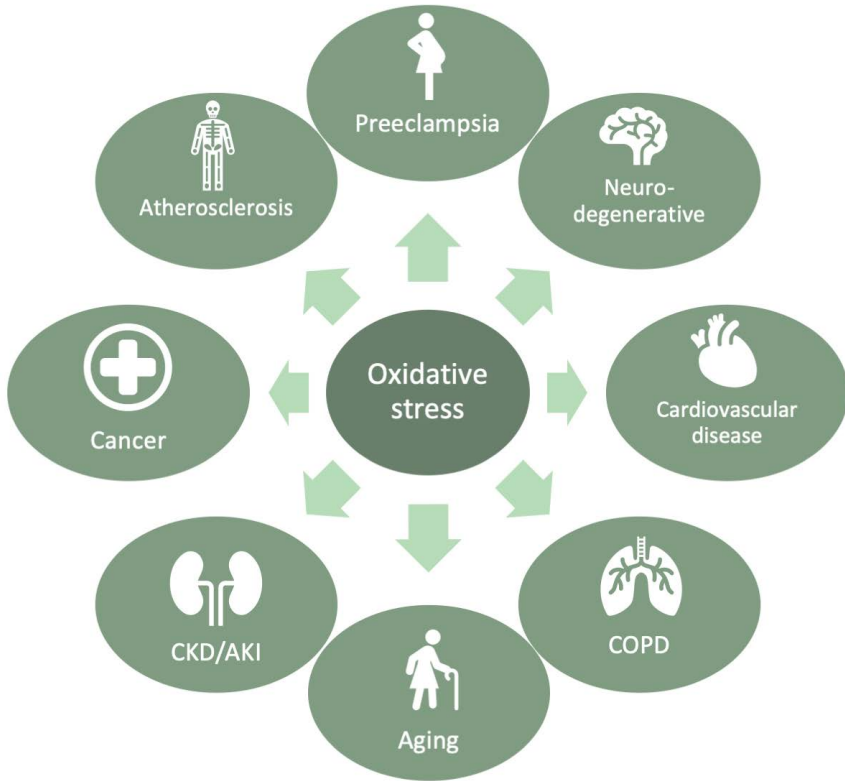 Preeclampsia
Neuro-
degenerative
Cardiovascular
disease
COPD
Aging
CKD/AKI
Cancer
Atherosclerosis
Oxidative
stress